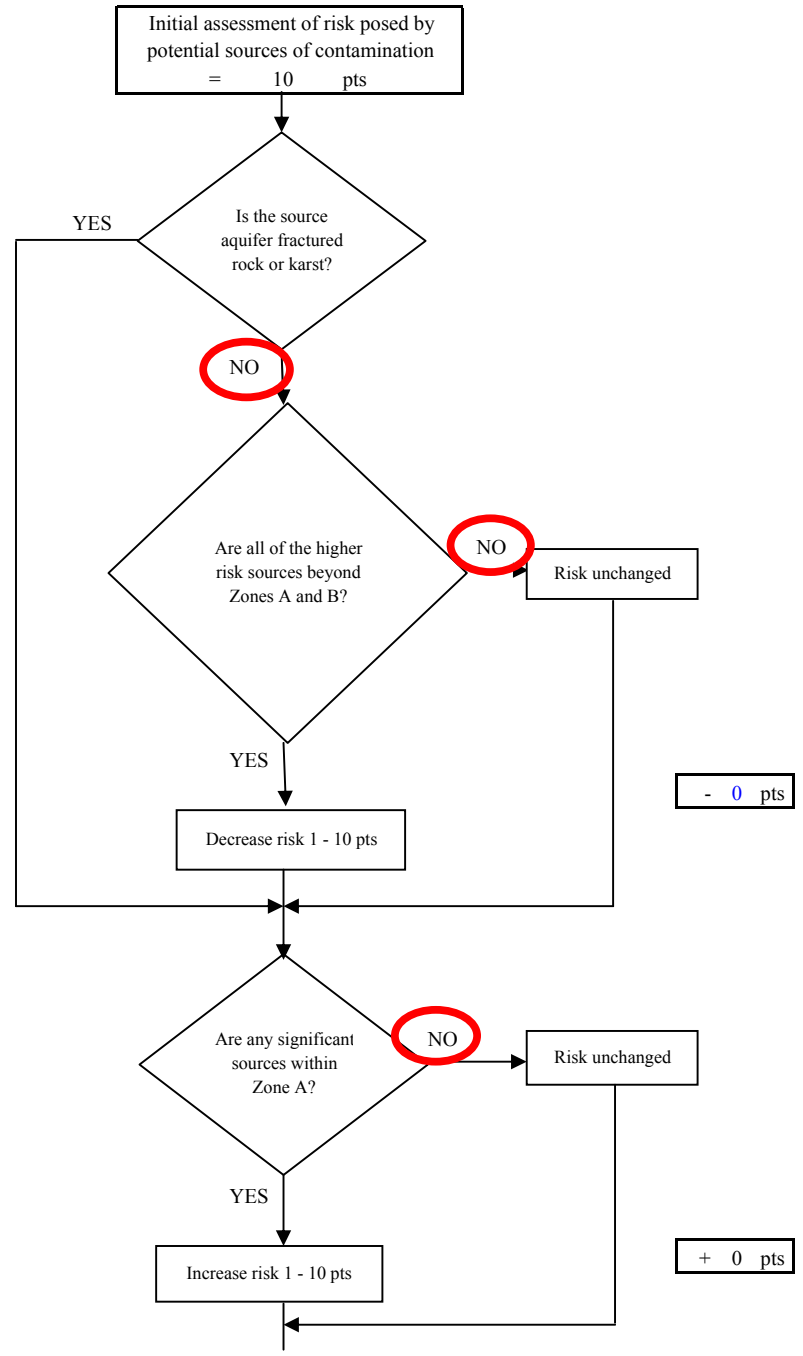 Initial assessment of risk posed by
potential sources of contamination
= 10 pts
YES
Is the source
aquifer fractured
rock or karst?
NO
Are all of the higher
risk sources beyond
Zones A and B?
NO
Risk unchanged
YES
- 0 pts
Decrease risk 1 - 10 pts
Are any significant
sources within
Zone A?
NO
Risk unchanged
YES
+ 0 pts
Increase risk 1 - 10 pts